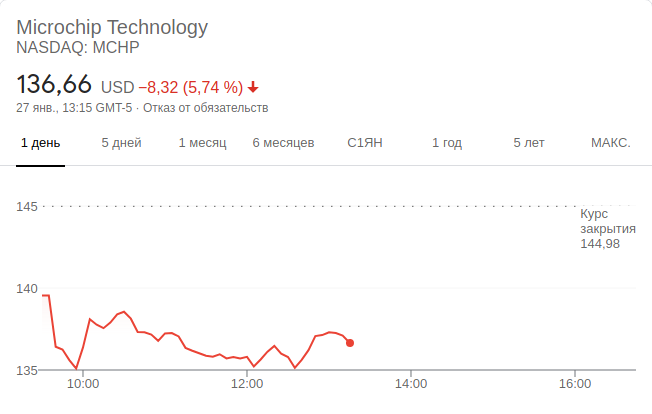 Microchip Technology
NASDAQ: MCHP
136,66 USD −8,32 (5,74 %)
27 янв., 13:15 GMT-5 · Отказ от обязательств
1 день 5 дней 1 месяц 6 месяцев С1ЯН 1 год 5 лет МАКС.
145
Курс
закрытия
144,98
140
135
10:00 12:00 14:00 16:00